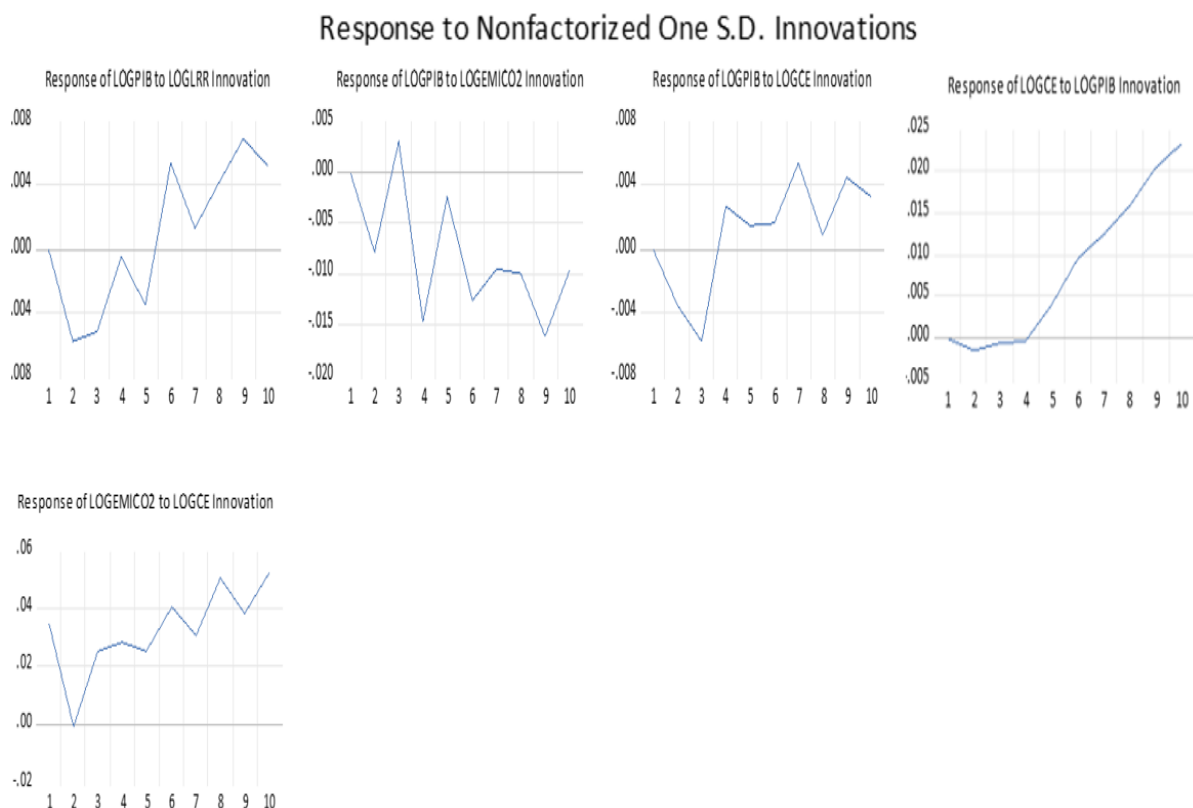 Response to Nonfactorized One S.D. Innovations
Response of LOGPIB to LOGLRR Innovation
.008
.004
.000
.004
.008
1 2 3 4 5 6 7 8 9 10
Response of LOGPIB to LOGEMICO2 Innovation
.005
.000
-.005
-.010
-.015
-.020
1 2 3 4 5 6 7 8 9 10
Response of LOGPIB to LOGCE Innovation
.008
.004
.000
-.004
-.008
1 2 3 4 5 6 7 8 9 10
Response of LOGCE to LOGPIB Innovation
.025
.020
.015
.010
.005
.000
-.005
1 2 3 4 5 6 7 8 9 10
Response of LOGEMICO2 to LOGCE Innovation
.06
.04
.02
.00
-.02
1 2 3 4 5 6 7 8 9 10